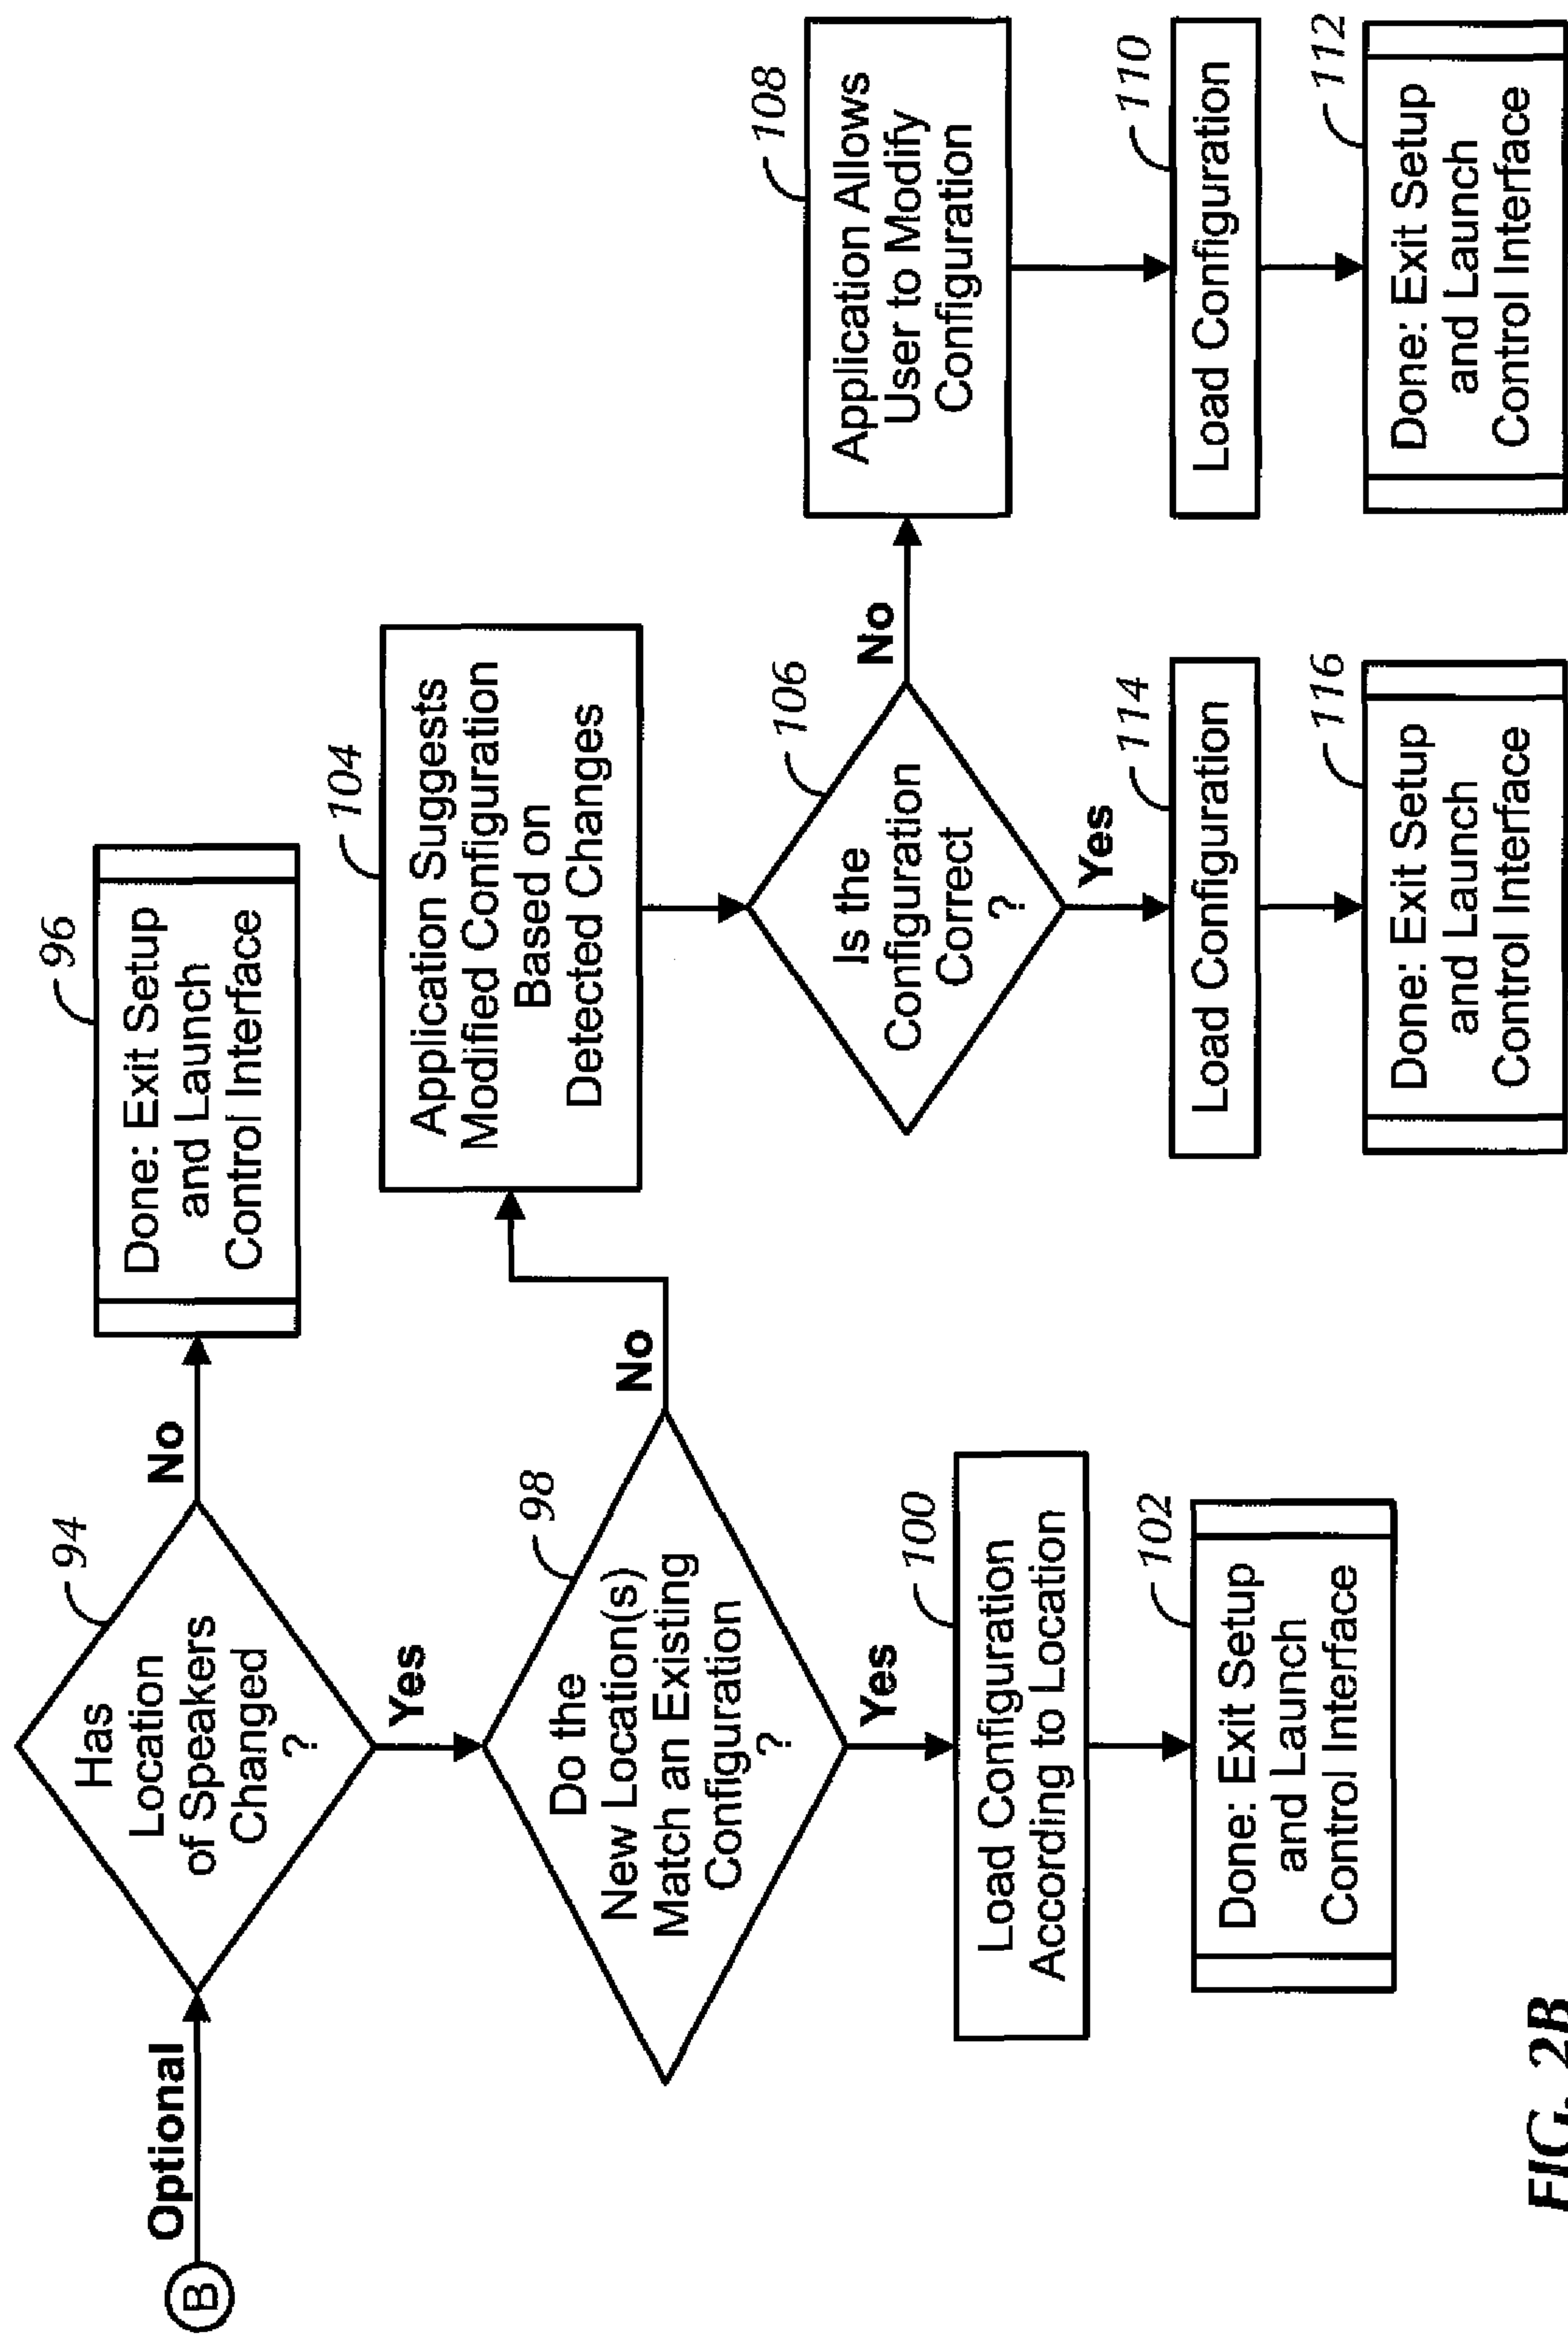 B
Optional
94
Has
Location
of Speakers
Changed
?
No
96
Done: Exit Setup
and Launch
Control Interface
Yes
98
Do the
New Location(s)
Match an Existing
Configuration
?
No
104
Application Suggests
Modified Configuration
Based on
Detected Changes
Yes
100
Load Configuration
According to Location
102
Done: Exit Setup
and Launch
Control Interface
106
Is the
Configuration
Correct
?
No
108
Application Allows
User to Modify
Configuration
110
Load Configuration
112
Done: Exit Setup
and Launch
Control Interface
Yes
114
Load Configuration
116
Done: Exit Setup
and Launch
Control Interface
FIG. 2B